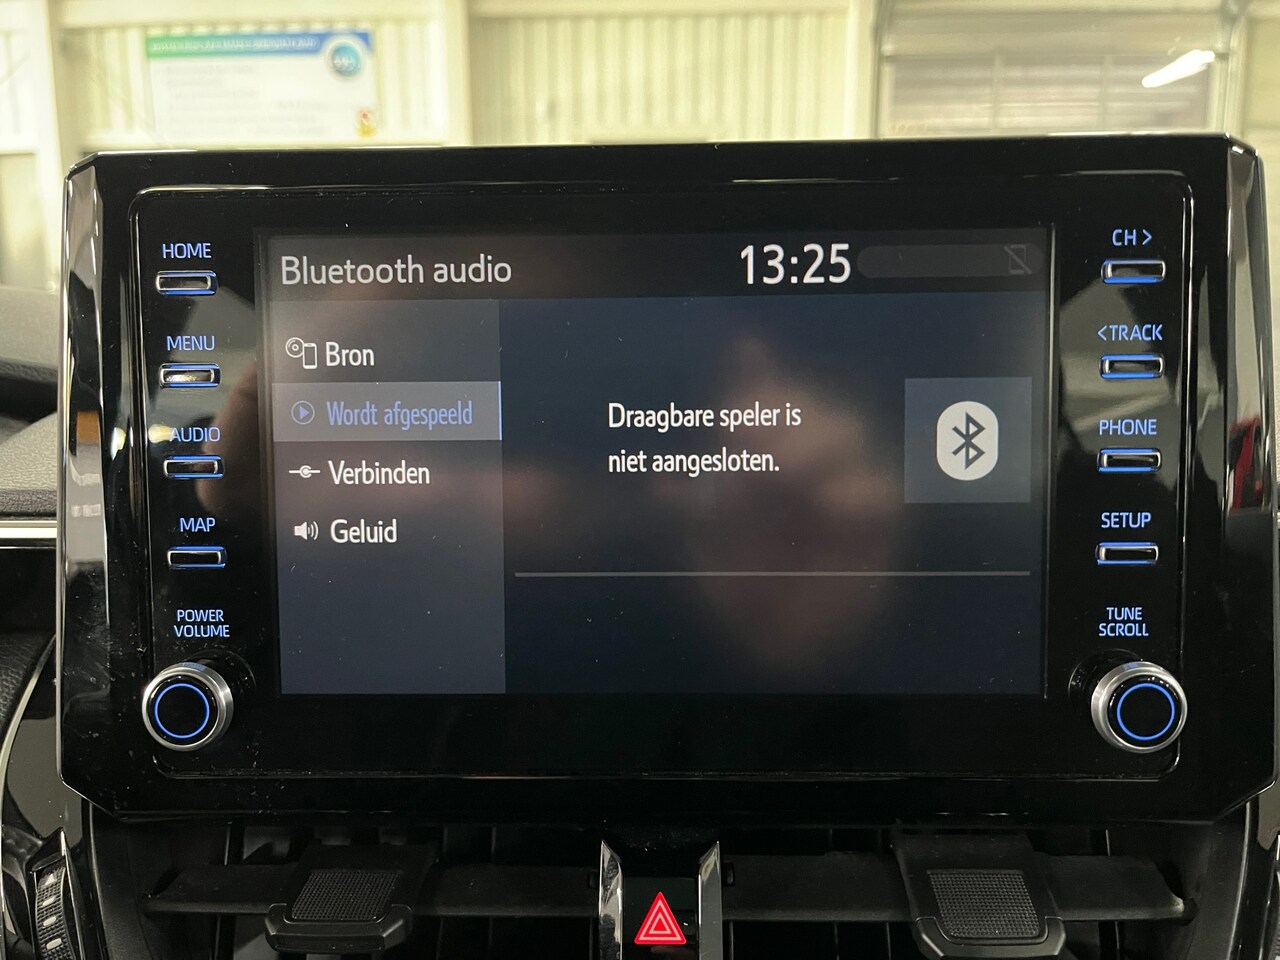 HOME
MENU
AUDIO
MAP
POWER
VOLUME
Bluetooth audio
13:25
Bron
Wordt afgespeeld
Verbinden
Geluid
Draagbare speler is
niet aangesloten.
CH >
<TRACK
PHONE
SETUP
TUNE
SCROLL